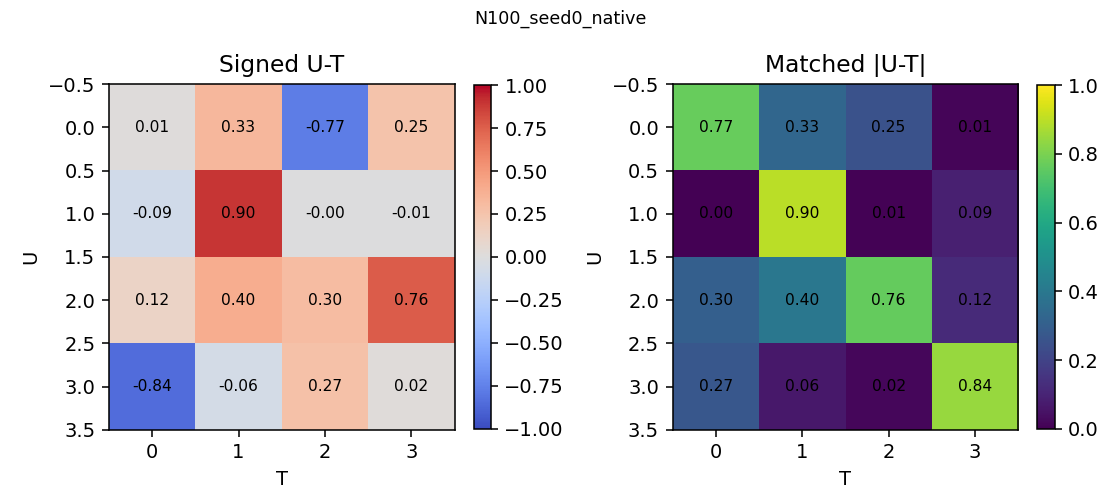 N100_seed0_native
Signed U-T
Matched |U-T|
−0.5
0.0
0.5
1.0
1.5
2.0
2.5
3.0
3.5
U
0.01 0.33 -0.77 0.25
-0.09 0.90 -0.00 -0.01
0.12 0.40 0.30 0.76
-0.84 -0.06 0.27 0.02
0 1 2 3
T
1.00
0.75
0.50
0.25
0.00
−0.25
−0.50
−0.75
−1.00
−0.5
0.0
0.5
1.0
1.5
2.0
2.5
3.0
3.5
U
0.77 0.33 0.25 0.01
0.00 0.90 0.01 0.09
0.30 0.40 0.76 0.12
0.27 0.06 0.02 0.84
0 1 2 3
T
1.0
0.8
0.6
0.4
0.2
0.0